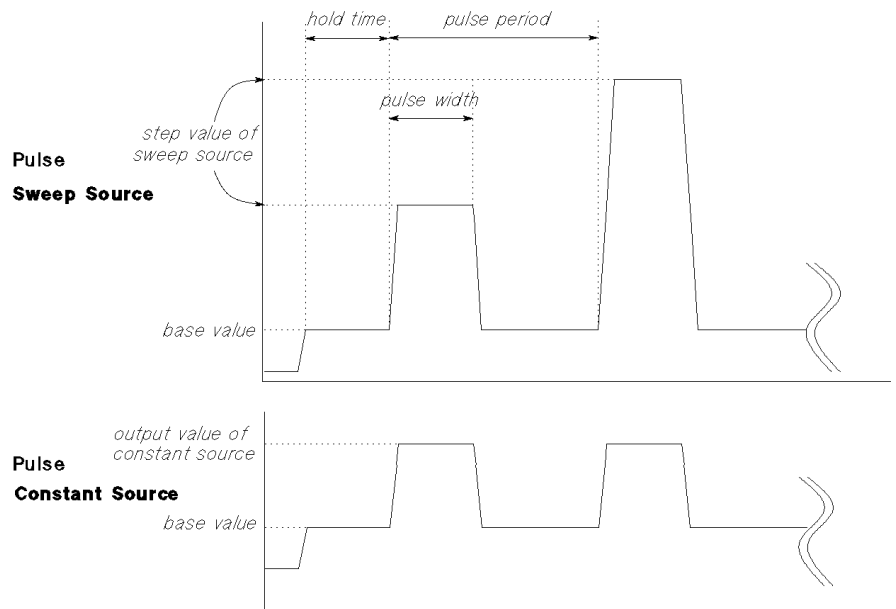 hold time
pulse period
pulse width
step value of
sweep source
Pulse
Sweep Source
base value
output value of
constant source
Pulse
Constant Source
base value